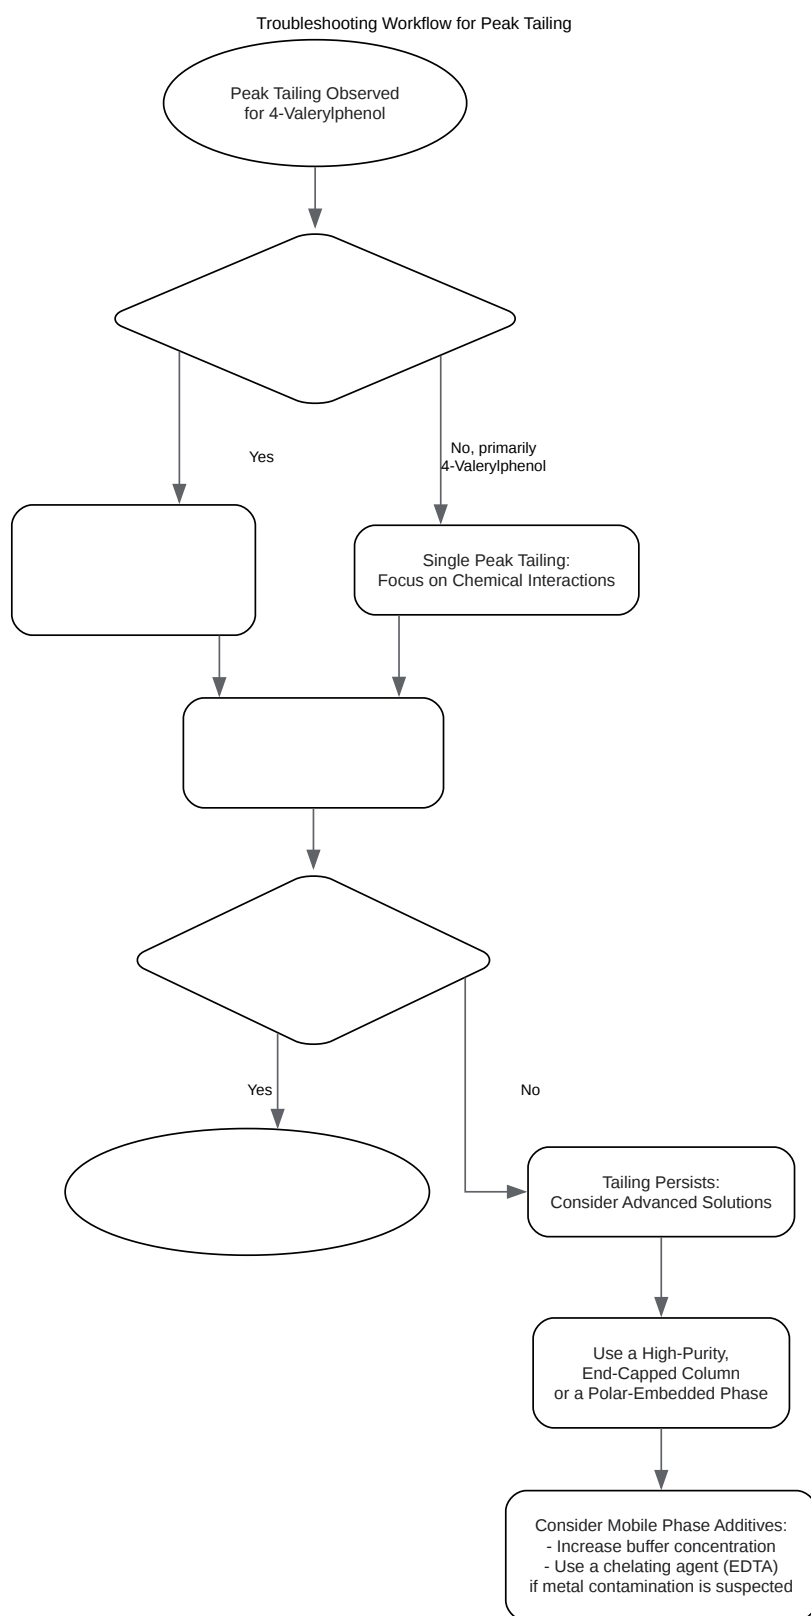 Troubleshooting Workflow for Peak Tailing
Peak Tailing Observed
for 4-Valerylphenol
Yes
No, primarily
4-Valerylphenol
Single Peak Tailing:
Focus on Chemical Interactions
Yes
No
Tailing Persists:
Consider Advanced Solutions
Use a High-Purity,
End-Capped Column
or a Polar-Embedded Phase
Consider Mobile Phase Additives:
- Increase buffer concentration
- Use a chelating agent (EDTA)
if metal contamination is suspected